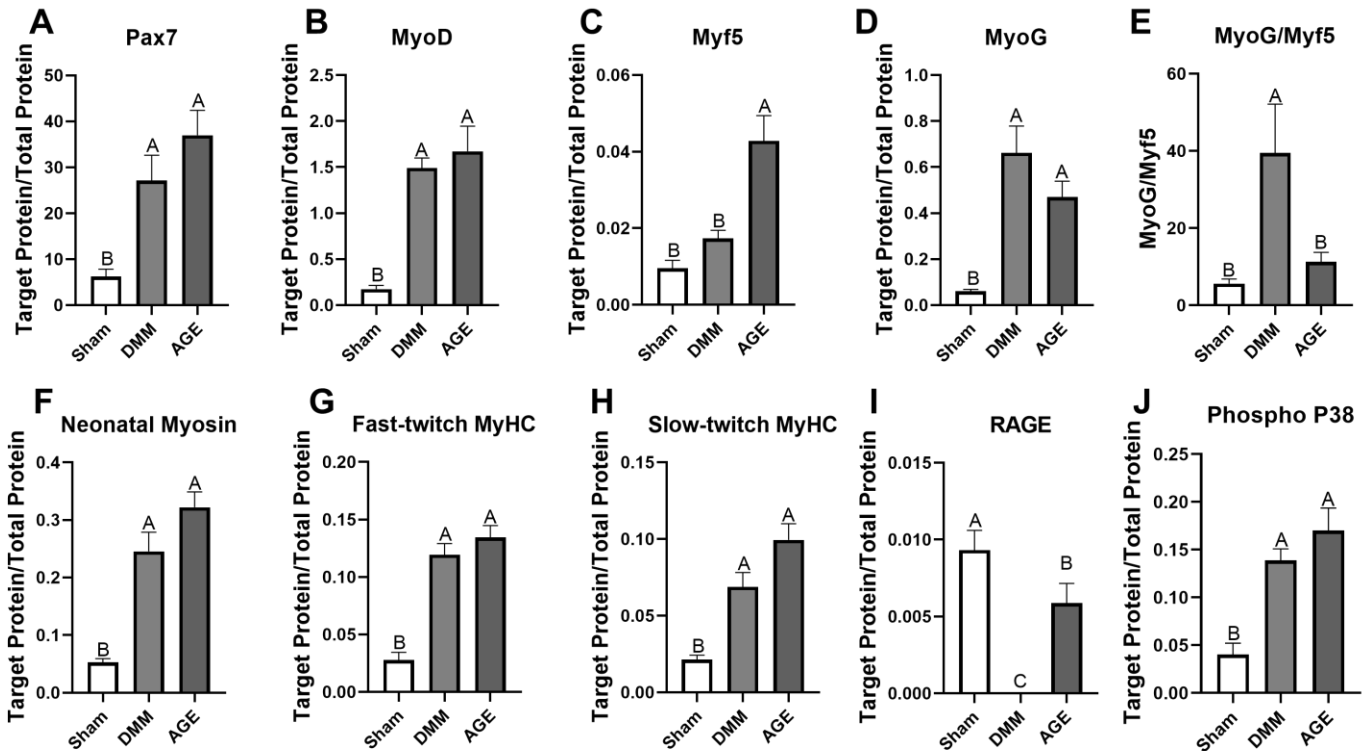 A
Pax7
Target Protein/Total Protein
50
40
30
20
10
0
B
A
A
Sham
DMM
AGE
B
MyoD
Target Protein/Total Protein
2.5
2.0
1.5
1.0
0.5
0.0
B
A
A
Sham
DMM
AGE
C
Myf5
Target Protein/Total Protein
0.06
0.04
0.02
0.00
B
B
A
Sham
DMM
AGE
D
MyoG
Target Protein/Total Protein
1.0
0.8
0.6
0.4
0.2
0.0
B
A
A
Sham
DMM
AGE
E
MyoG/Myf5
MyoG/Myf5
60
40
20
0
B
A
B
Sham
DMM
AGE
F
Neonatal Myosin
Target Protein/Total Protein
0.4
0.3
0.2
0.1
0.0
B
A
A
Sham
DMM
AGE
G
Fast-twitch MyHC
Target Protein/Total Protein
0.20
0.15
0.10
0.05
0.00
B
A
A
Sham
DMM
AGE
H
Slow-twitch MyHC
Target Protein/Total Protein
0.15
0.10
0.05
0.00
B
A
A
Sham
DMM
AGE
I
RAGE
Target Protein/Total Protein
0.015
0.010
0.005
0.000
A
C
B
Sham
DMM
AGE
J
Phospho P38
Target Protein/Total Protein
0.25
0.20
0.15
0.10
0.05
0.00
B
A
A
Sham
DMM
AGE